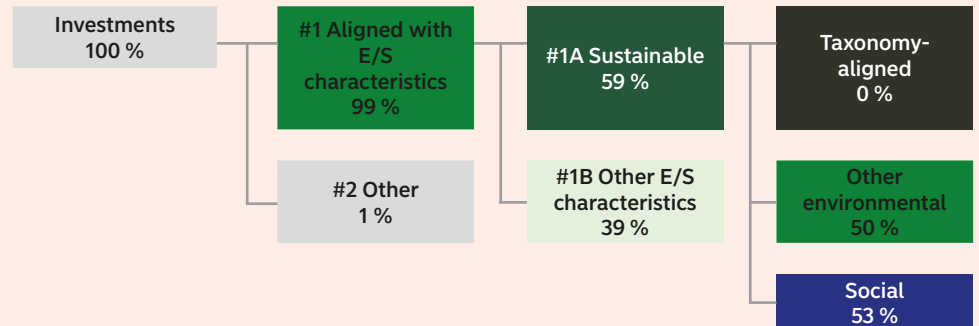 Investments
100 %
#1 Aligned with
E/S
characteristics
99 %
#2 Other
1 %
#1A Sustainable
59 %
#1B Other E/S
characteristics
39 %
Taxonomy-
aligned
0 %
Other
environmental
50 %
Social
53 %